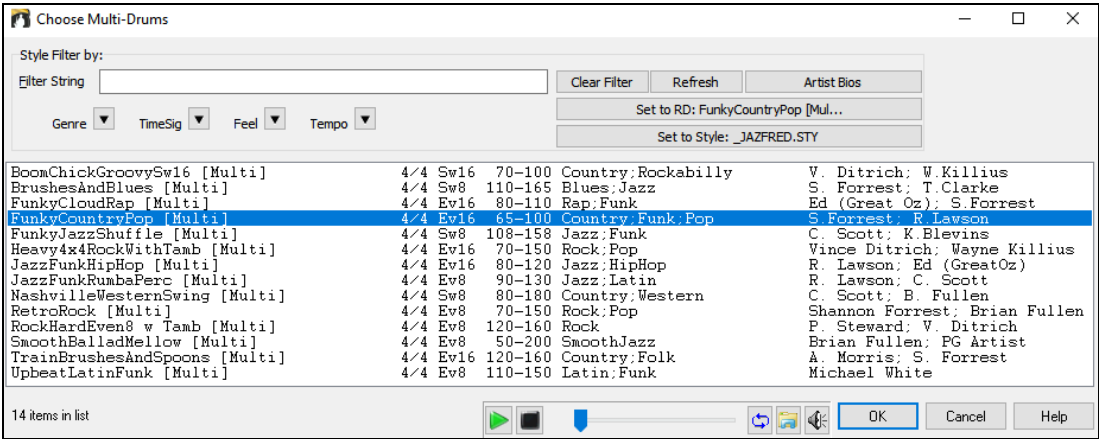 Choose Multi-Drums
Style Filter by:
Filter String
Clear Filter Refresh Artist Bios
Genre TimeSig Feel Tempo
Set to RD: FunkyCountryPop [Mul...
Set to Style: _JAZFRED.STY
BoomChickGroovySw16 [Multi] 4/4 Sw16 70-100 Country;Rockabilly V. Ditrich; W.Killius
BrushesAndBlues [Multi] 4/4 Sw8 110-165 Blues;Jazz S. Forrest; T.Clarke
FunkyCloudRap [Multi] 4/4 Ev16 80-110 Rap;Funk Ed (Great Oz); S.Forrest
FunkyCountryPop [Multi] 4/4 Ev16 65-100 Country;Funk;Pop S.Forrest; R.Lawson
FunkyJazzShuffle [Multi] 4/4 Sw8 108-158 Jazz;Funk C. Scott; K.Blevins
Heavy4x4RockWithTamb [Multi] 4/4 Ev16 70-150 Rock;Pop Vince Ditrich; Wayne Killius
JazzFunkHipHop [Multi] 4/4 Ev16 80-120 Jazz;HipHop R. Lawson; Ed (GreatOz)
JazzFunkRumbaPerc [Multi] 4/4 Ev8 90-130 Jazz;Latin R. Lawson; C. Scott
NashvilleWesternSwing [Multi] 4/4 Sw8 80-180 Country;Western C. Scott; B. Fullen
RetroRock [Multi] 4/4 Ev8 70-150 Rock;Pop Shannon Forrest; Brian Fullen
RockHardEven8 w Tamb [Multi] 4/4 Ev8 120-160 Rock P. Steward; V. Ditrich
SmoothBalladMellow [Multi] 4/4 Ev8 50-200 SmoothJazz Brian Fullen; PG Artist
TrainBrushesAndSpoons [Multi] 4/4 Ev16 120-160 Country;Folk A. Morris; S. Forrest
UpbeatLatinFunk [Multi] 4/4 Ev8 110-150 Latin;Funk Michael White
14 items in list OK Cancel Help